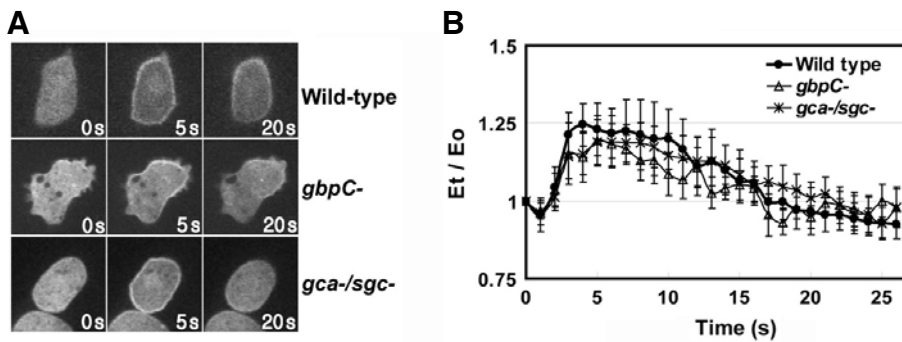 A
0s 5s 20s
Wild-type
0s 5s 20s
gbpC-
0s 5s 20s
gca-/sgc-
B
Et / Eo
1.5
1.25
1
0.75
Wild type
gbpC-
gca-/sgc-
0 5 10 15 20 25
Time (s)